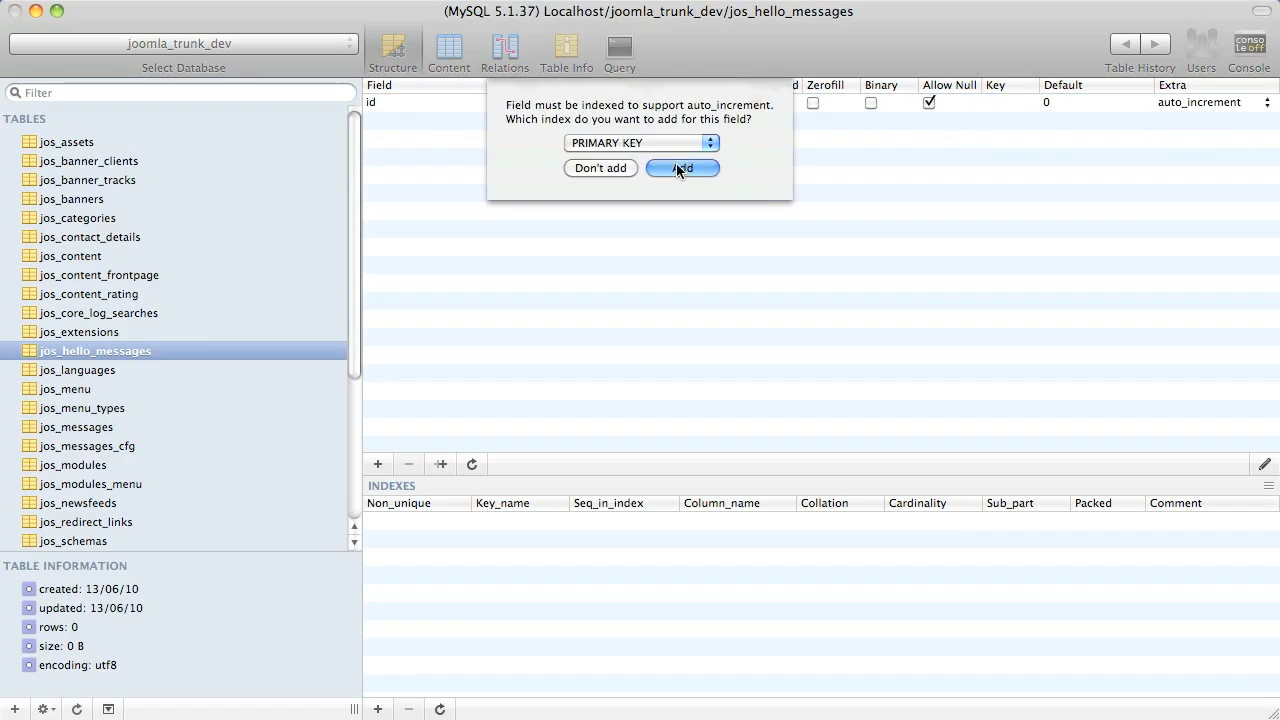 (MySQL 5.1.37) Localhost/joomla_trunk_dev/jos_hello_messages
joomla_trunk_dev
Select Database
Structure
Content
Relations
Table Info
Query
Table History
Users
conso
le off
Console
Filter
TABLES
jos_assets
jos_banner_clients
jos_banner_tracks
jos_banners
jos_categories
jos_contact_details
jos_content
jos_content_frontpage
jos_content_rating
jos_core_log_searches
jos_extensions
jos_hello_messages
jos_languages
jos_menu
jos_menu_types
jos_messages
jos_messages_cfg
jos_modules
jos_modules_menu
jos_newsfeeds
jos_redirect_links
jos_schemas
TABLE INFORMATION
created: 13/06/10
updated: 13/06/10
rows: 0
size: 0 B
encoding: utf8
Field d Zerofill Binary Allow Null Key Default Extra
id 0 auto_increment
Field must be indexed to support auto_increment.
Which index do you want to add for this field?
PRIMARY KEY
Don't add Add
INDEXES
Non_unique Key_name Seq_in_index Column_name Collation Cardinality Sub_part Packed Comment